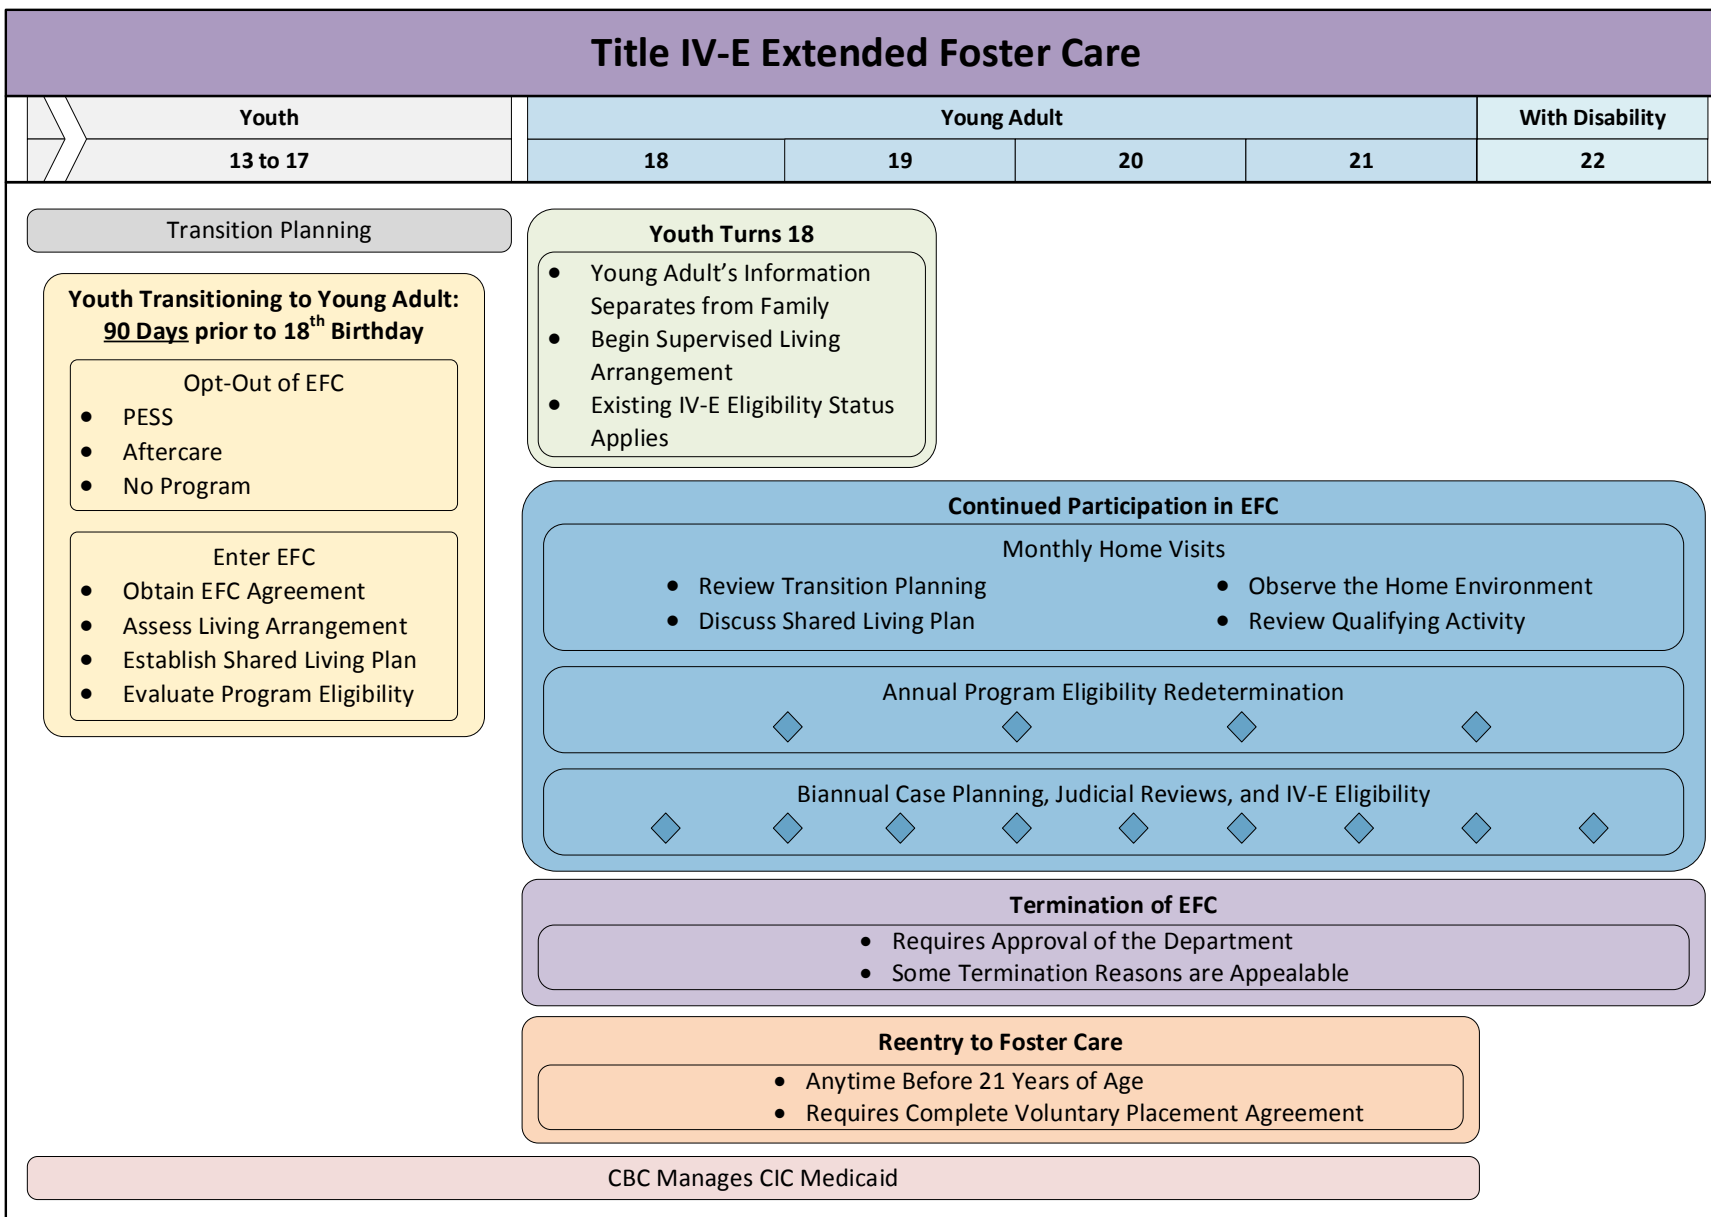 Title IV-E Extended Foster Care
Youth
Young Adult
With Disability
13 to 17
18
19
20
21
22
Transition Planning
Youth Transitioning to Young Adult:
90 Days prior to 18th Birthday
Opt-Out of EFC
• PESS
• Aftercare
• No Program
Enter EFC
• Obtain EFC Agreement
• Assess Living Arrangement
• Establish Shared Living Plan
• Evaluate Program Eligibility
Youth Turns 18
• Young Adult’s Information
Separates from Family
• Begin Supervised Living
Arrangement
• Existing IV-E Eligibility Status
Applies
Continued Participation in EFC
Monthly Home Visits
• Review Transition Planning
• Discuss Shared Living Plan
• Observe the Home Environment
• Review Qualifying Activity
Annual Program Eligibility Redetermination
Biannual Case Planning, Judicial Reviews, and IV-E Eligibility
Termination of EFC
• Requires Approval of the Department
• Some Termination Reasons are Appealable
Reentry to Foster Care
• Anytime Before 21 Years of Age
• Requires Complete Voluntary Placement Agreement
CBC Manages CIC Medicaid